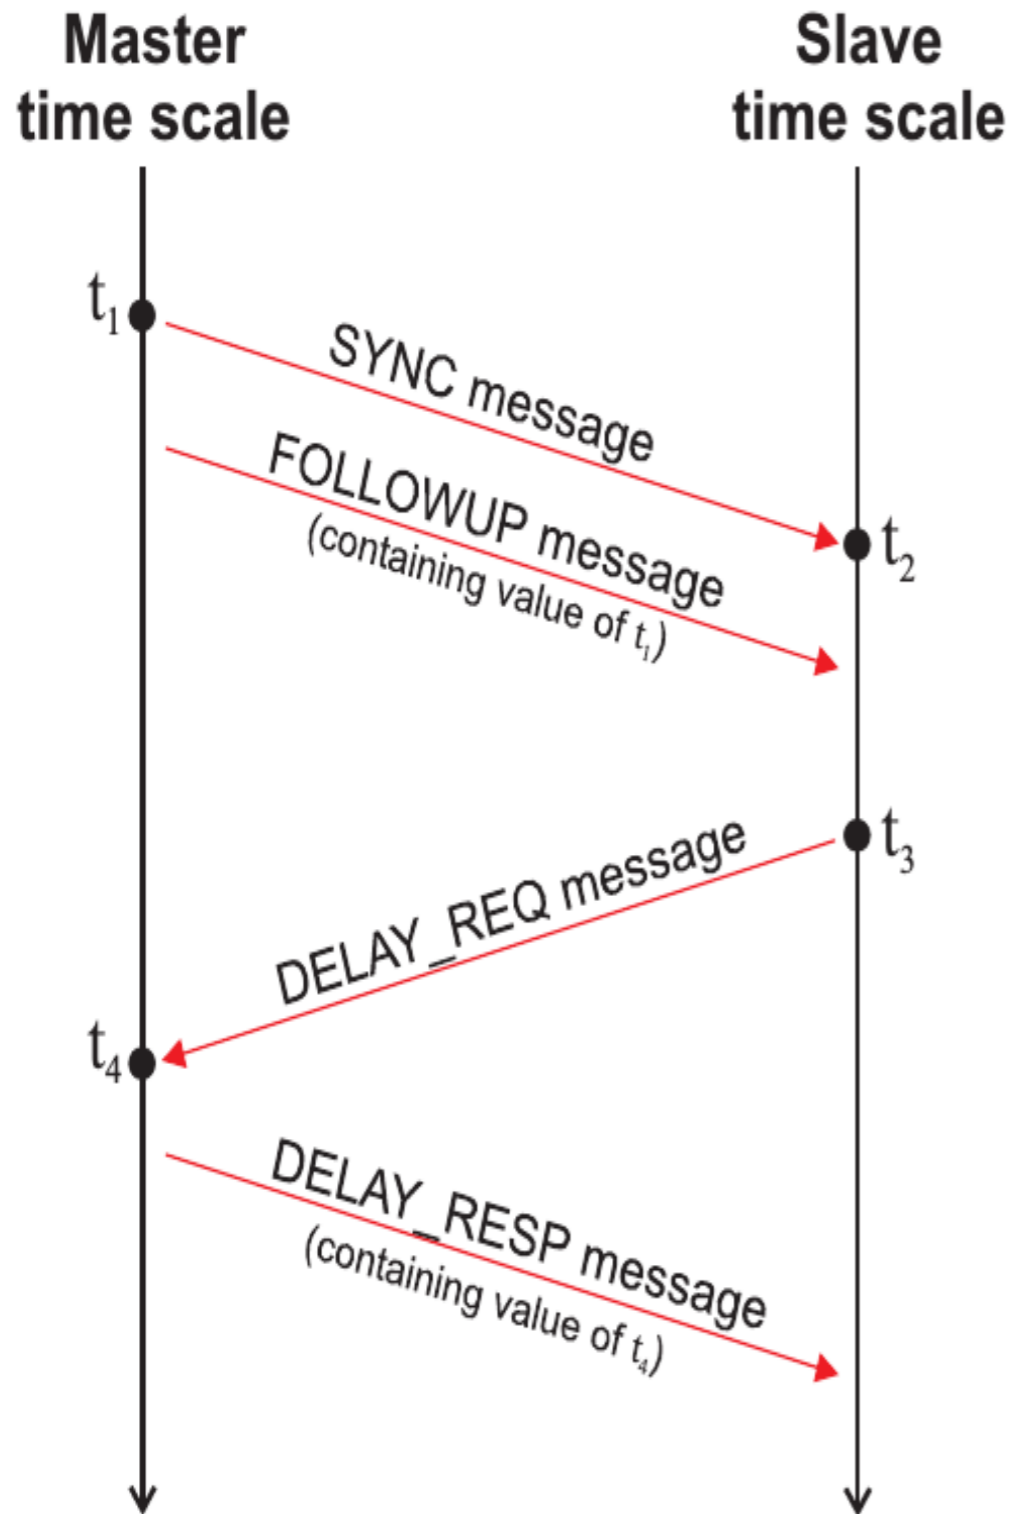 Master
time scale
Slave
time scale
t₁
SYNC message
FOLLOWUP message
(containing value of t₁)
t₂
t₃
DELAY_REQ message
t₄
DELAY_RESP message
(containing value of t₄)